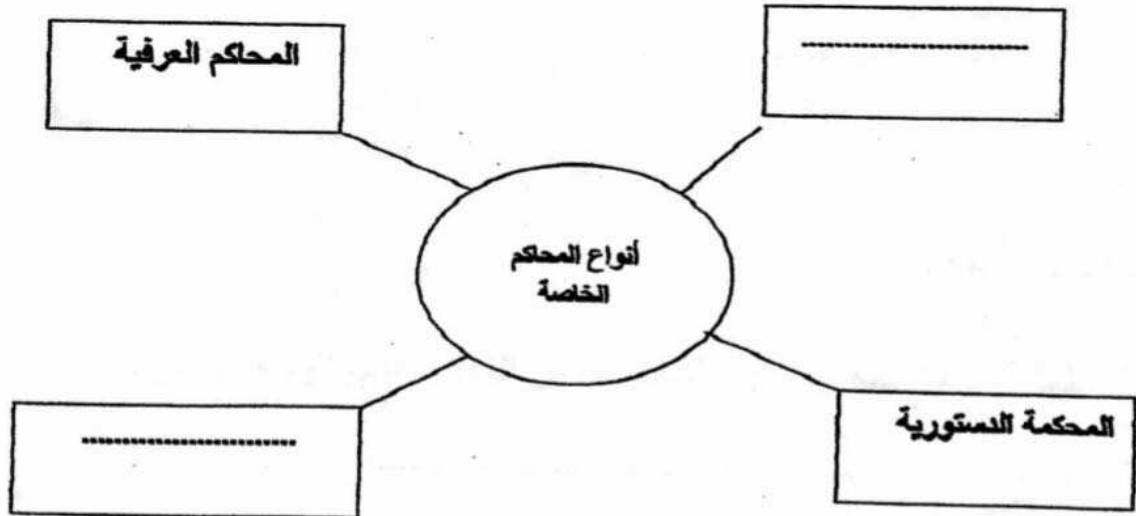 المحاكم العرفية
أنواع المحاكم
الخاصة
المحكمة الدستورية